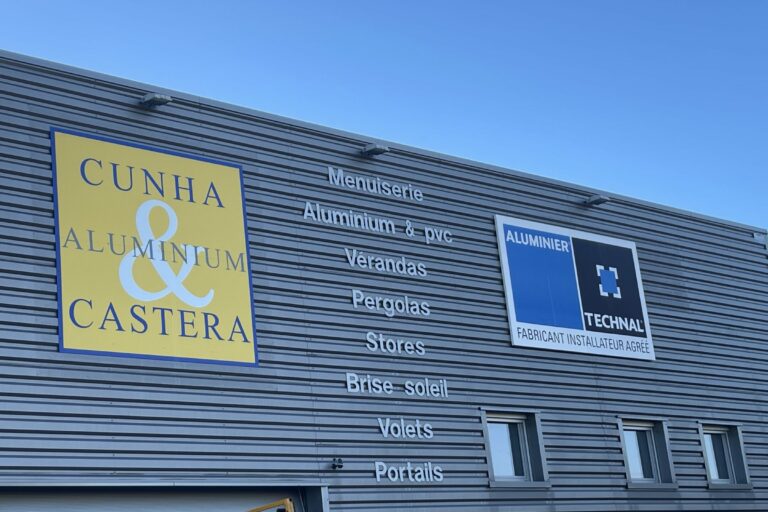 CUNHA
&
ALUMINIUM
CASTERA
Menuiserie
Aluminium & pvc
Vérandas
Pergolas
Stores
Brise soleil
Volets
Portails
ALUMINIER®
TECHNAL
FABRICANT INSTALLATEUR AGRÉÉ